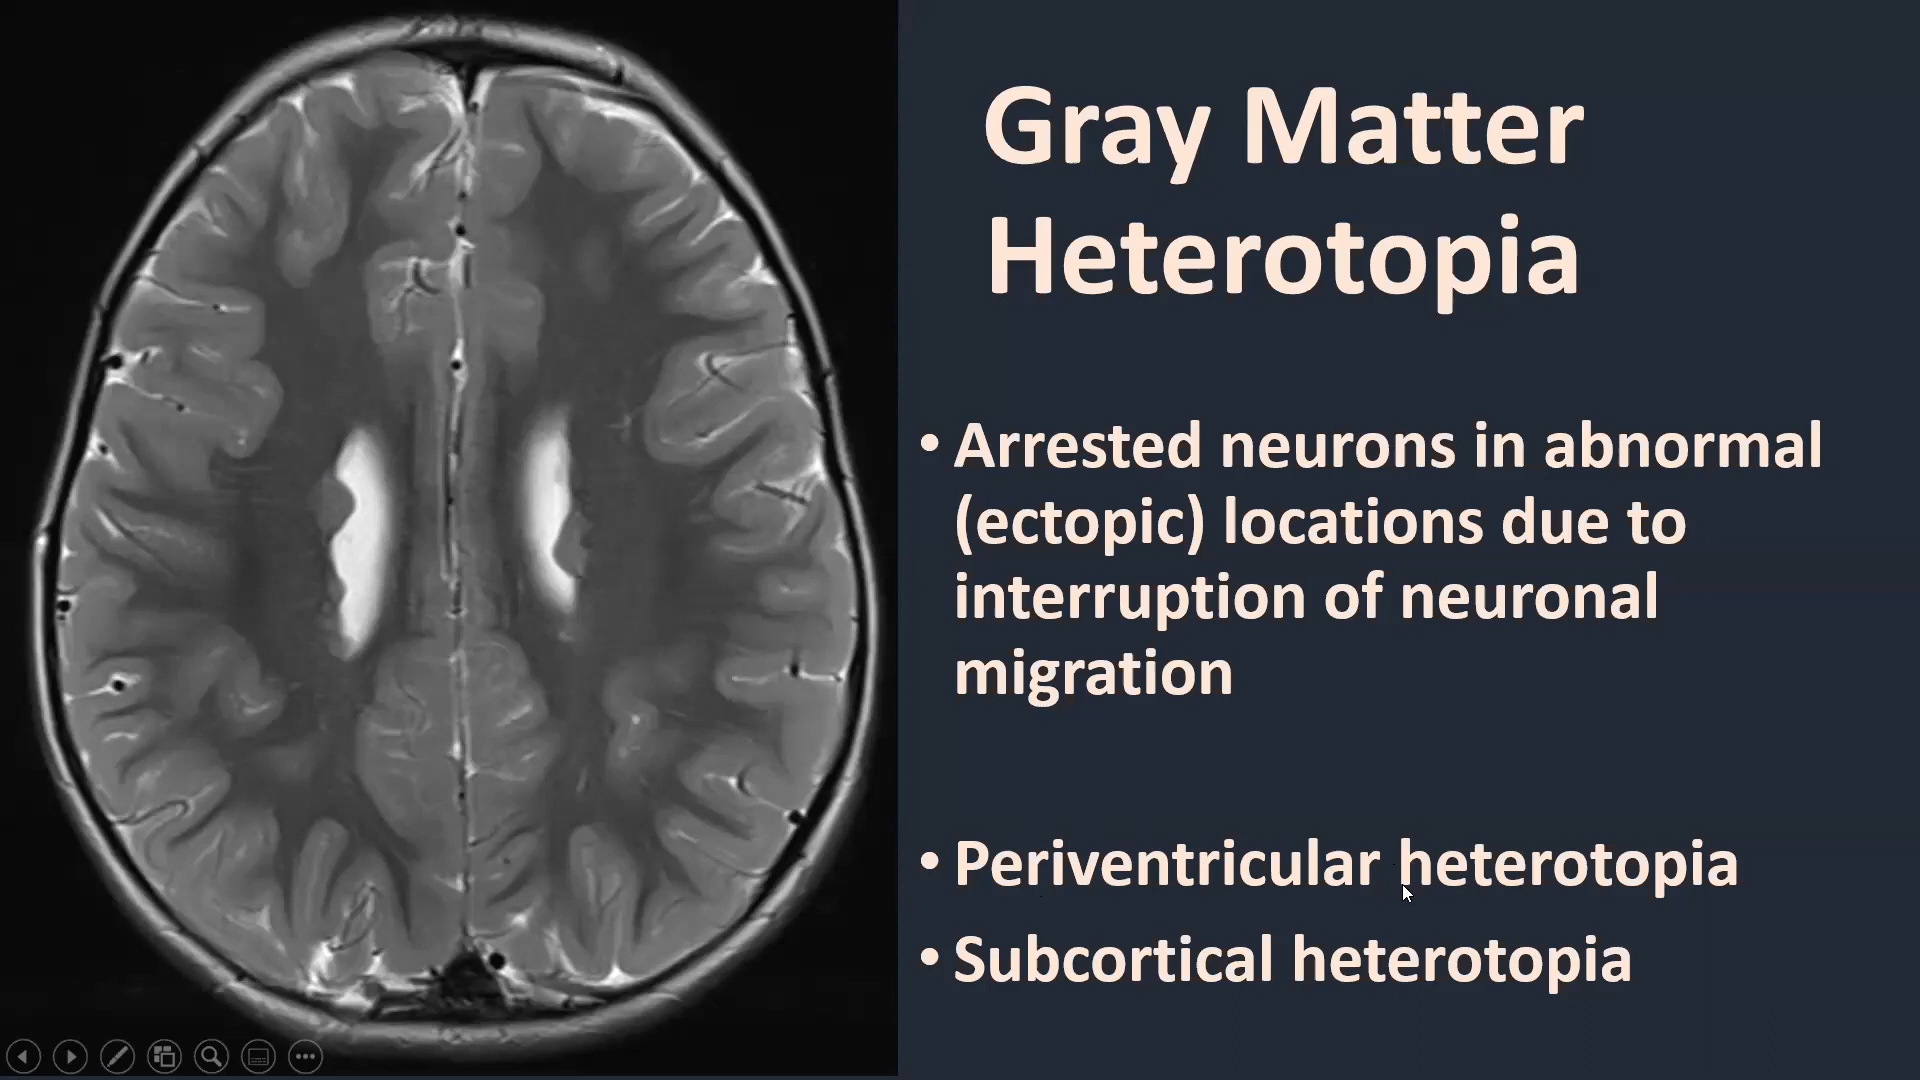 Gray Matter
Heterotopia
• Arrested neurons in abnormal
(ectopic) locations due to
interruption of neuronal
migration
• Periventricular heterotopia
• Subcortical heterotopia